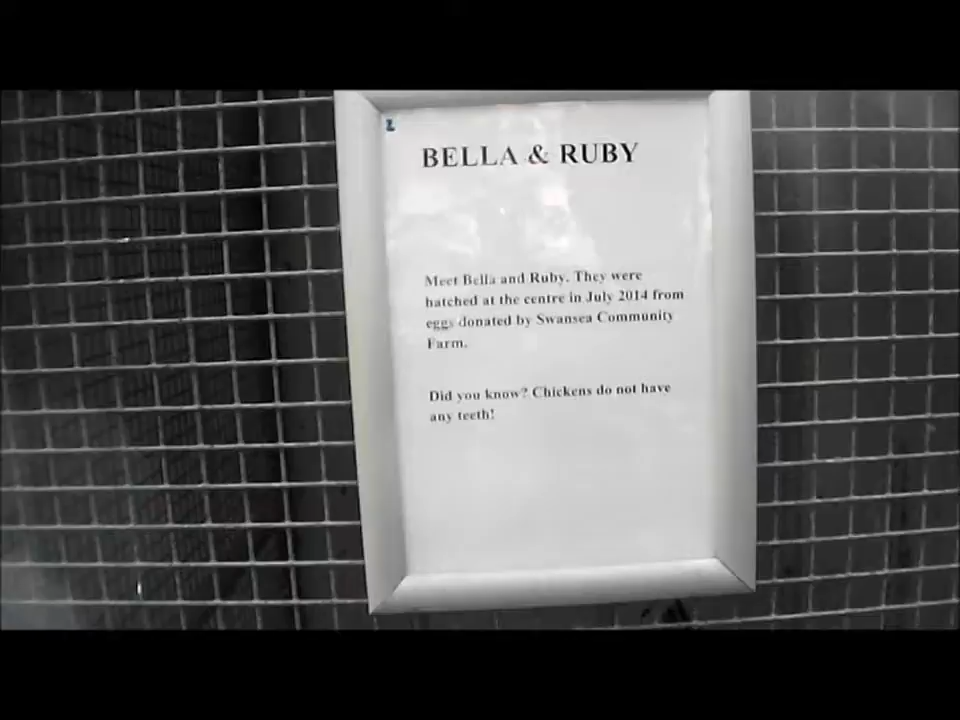 BELLA & RUBY
Meet Bella and Ruby. They were
hatched at the centre in July 2014 from
eggs donated by Swansea Community
Farm.
Did you know? Chickens do not have
any teeth!